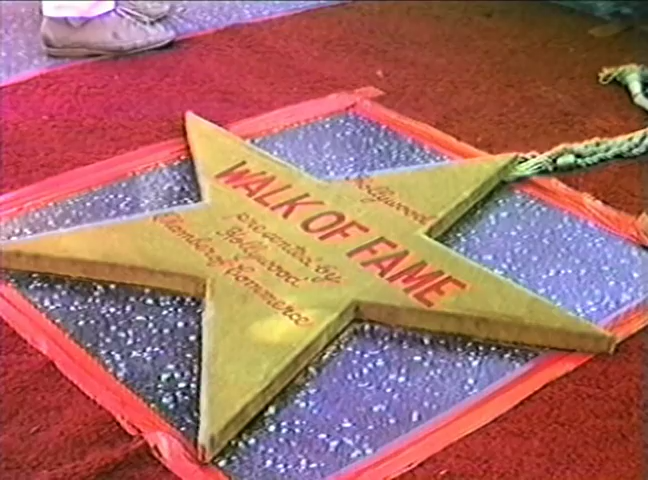 Hollywood
WALK OF FAME
presented by
Hollywood
Chamber of Commerce